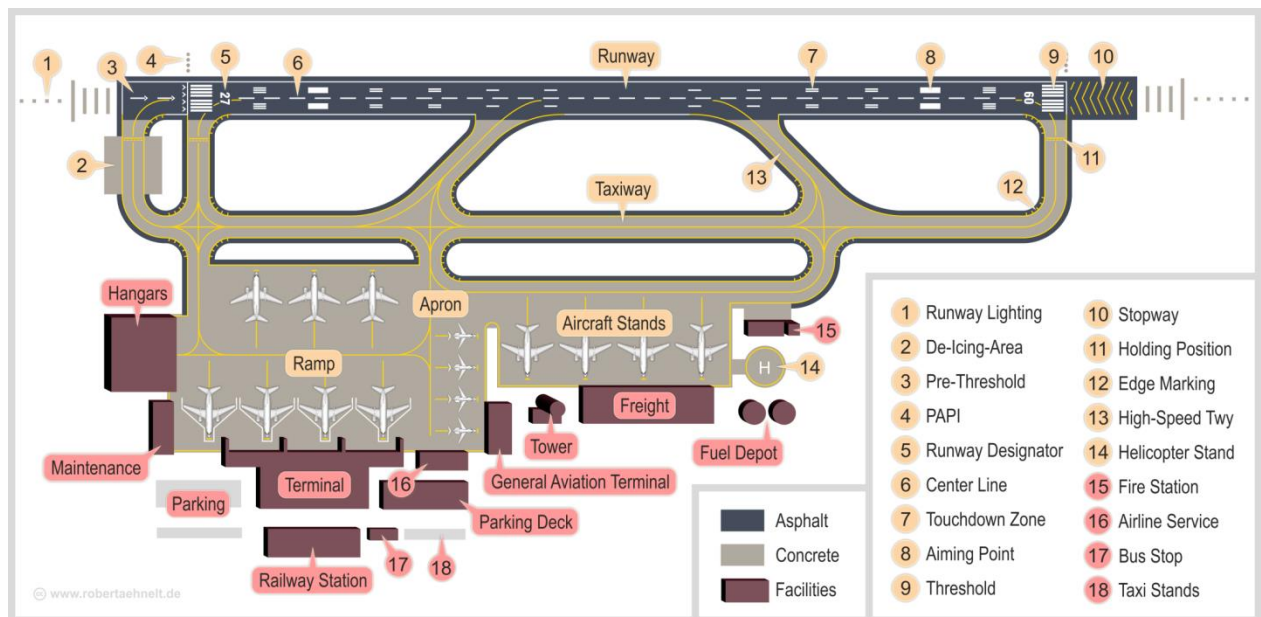 1
3
4
5
6
Runway
7
8
9
10
27
09
2
11
13
12
Taxiway
Hangars
Apron
Aircraft Stands
15
Ramp
14
H
Freight
Maintenance
Tower
Fuel Depot
16
General Aviation Terminal
Parking
Terminal
Parking Deck
Railway Station
17
18
Asphalt
Concrete
Facilities
1 Runway Lighting
2 De-Icing-Area
3 Pre-Threshold
4 PAPI
5 Runway Designator
6 Center Line
7 Touchdown Zone
8 Aiming Point
9 Threshold
10 Stopway
11 Holding Position
12 Edge Marking
13 High-Speed Twy
14 Helicopter Stand
15 Fire Station
16 Airline Service
17 Bus Stop
18 Taxi Stands
cc www.robertaehnelt.de